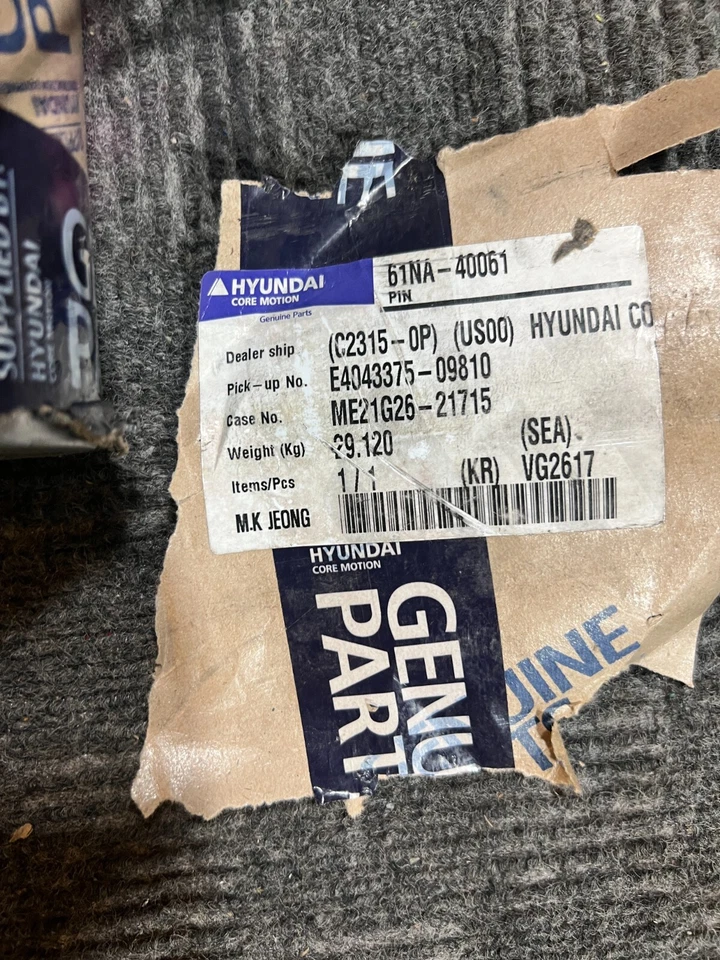 HYUNDAI
CORE MOTION
Genuine Parts
61NA-40061
PIN
Dealer ship (C2315-0P) (US00) HYUNDAI CO
Pick-up No. E4043375-09810
Case No. ME21G26-21715
Weight (Kg) 29.120 (SEA)
Items/Pcs 1/1 (KR) VG2617
M.K JEONG
HYUNDAI
CORE MOTION
GENU
PART
UINE
SUPPLIED BY
HYUNDAI